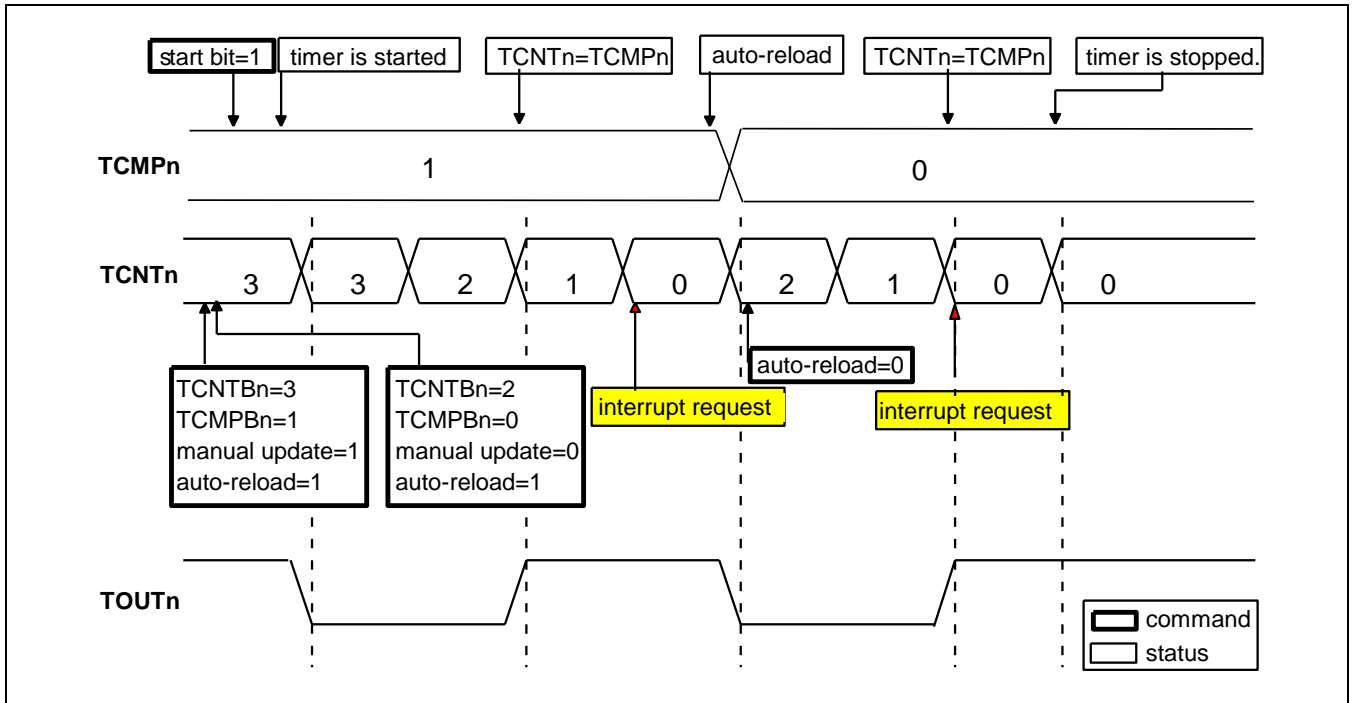 start bit=1
timer is started
TCNTn=TCMPn
auto-reload
TCNTn=TCMPn
timer is stopped.
TCMPn
1
0
TCNTn
3
3
2
1
0
2
1
0
0
TCNTBn=3
TCMPBn=1
manual update=1
auto-reload=1
TCNTBn=2
TCMPBn=0
manual update=0
auto-reload=1
interrupt request
auto-reload=0
interrupt request
TOUTn
command
status